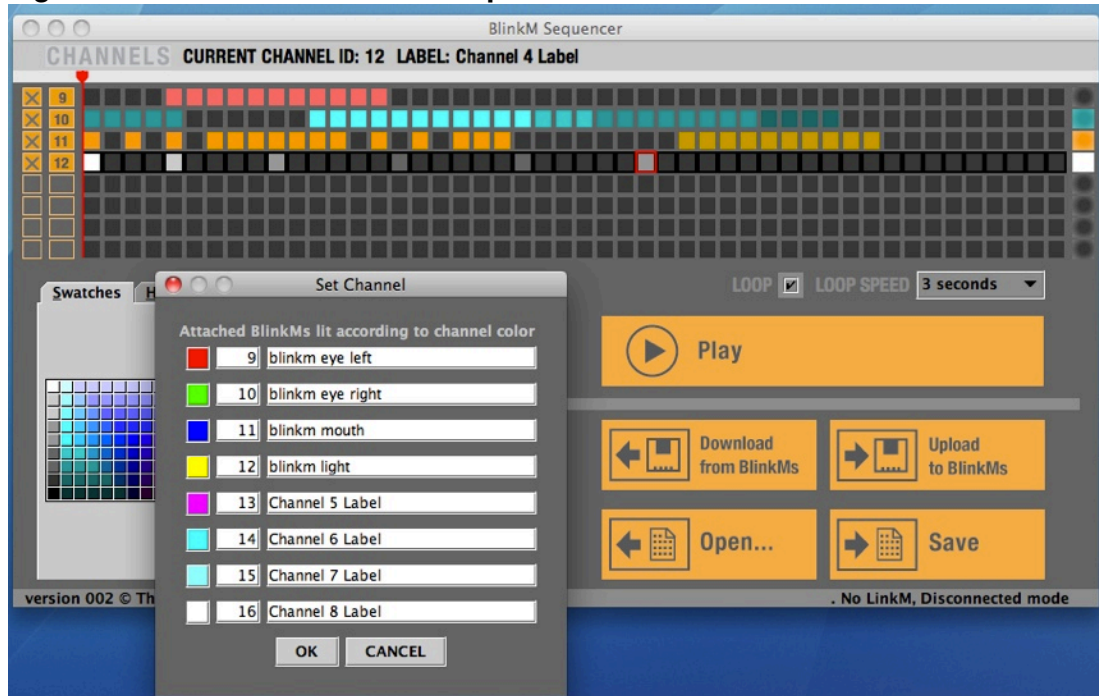 BlinkM Sequencer
CHANNELS CURRENT CHANNEL ID: 12 LABEL: Channel 4 Label
9
10
11
12
Swatches H
LOOP LOOP SPEED 3 seconds
Set Channel
Attached BlinkMs lit according to channel color
9 blinkm eye left
10 blinkm eye right
11 blinkm mouth
12 blinkm light
13 Channel 5 Label
14 Channel 6 Label
15 Channel 7 Label
16 Channel 8 Label
OK CANCEL
Play
Download
from BlinkMs
Upload
to BlinkMs
Open...
Save
version 002 © Th
. No LinkM, Disconnected mode